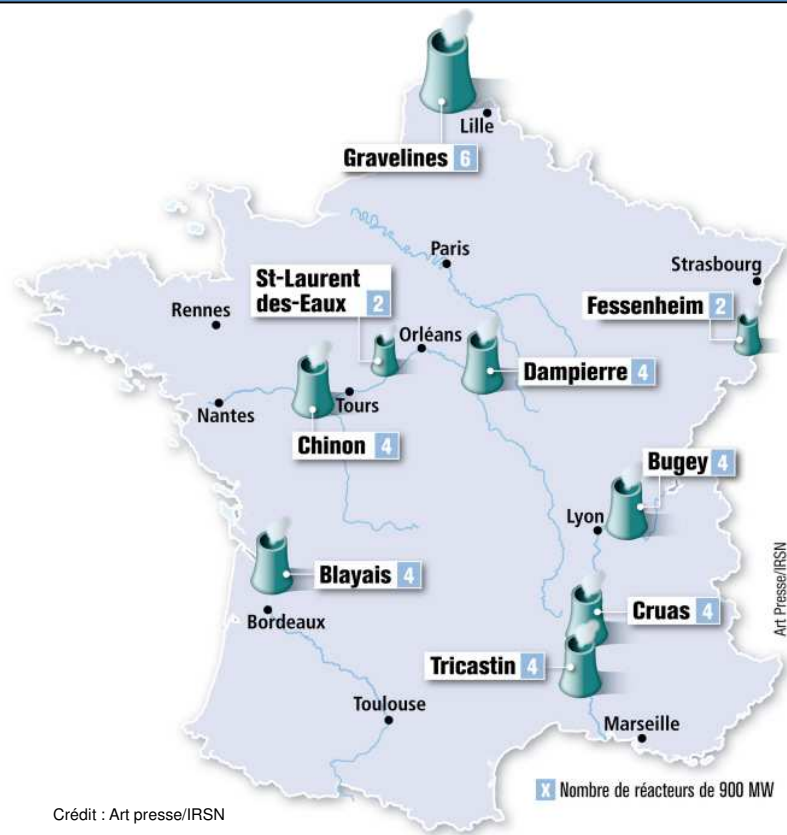 Lille
Gravelines 6
Paris
Strasbourg
St-Laurent
des-Eaux 2
Rennes
Fessenheim 2
Orléans
Dampierre 4
Nantes
Tours
Chinon 4
Bugey 4
Lyon
Blayais 4
Bordeaux
Cruas 4
Tricastin 4
Toulouse
Marseille
Art Presse/IRSN
X Nombre de réacteurs de 900 MW
Crédit : Art presse/IRSN